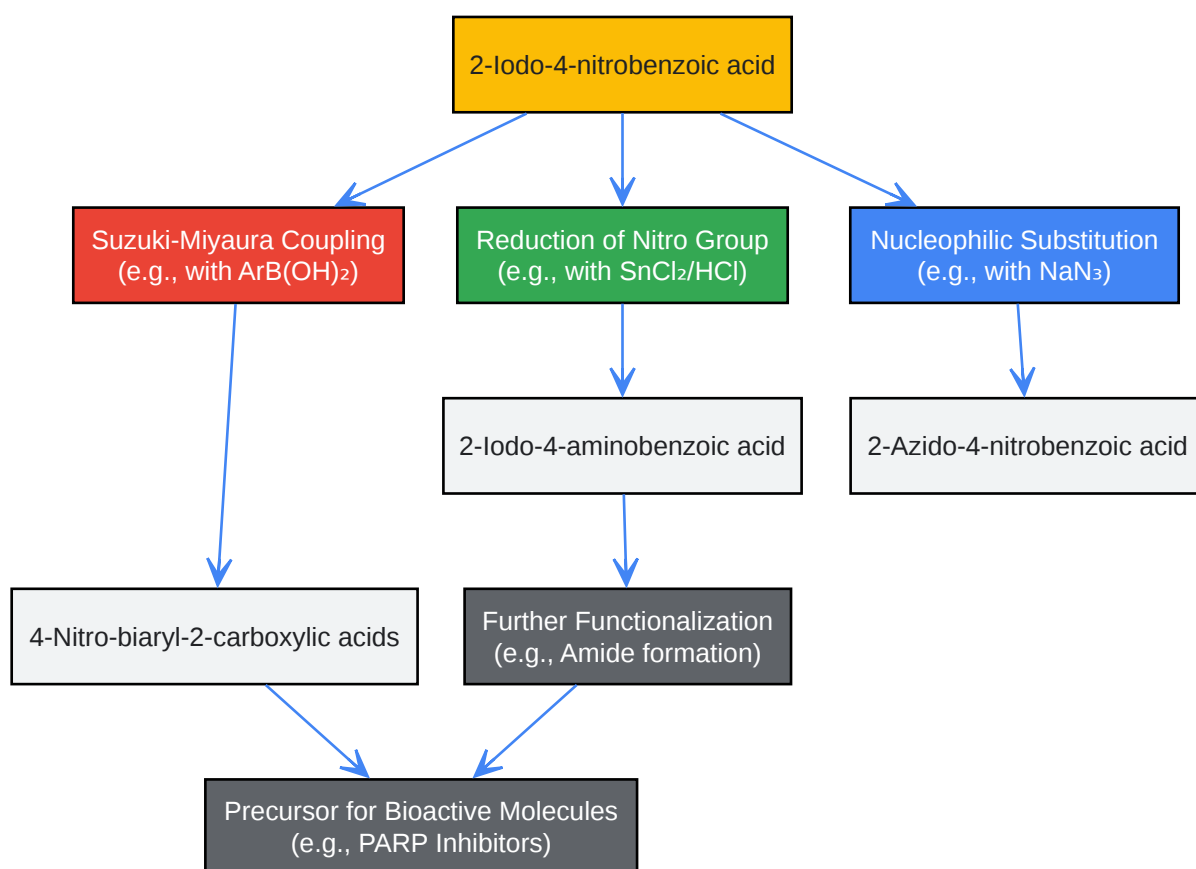 2-Iodo-4-nitrobenzoic acid
Suzuki-Miyaura Coupling
(e.g., with ArB(OH)₂)
Reduction of Nitro Group
(e.g., with SnCl₂/HCl)
Nucleophilic Substitution
(e.g., with NaN₃)
2-Iodo-4-aminobenzoic acid
2-Azido-4-nitrobenzoic acid
4-Nitro-biaryl-2-carboxylic acids
Further Functionalization
(e.g., Amide formation)
Precursor for Bioactive Molecules
(e.g., PARP Inhibitors)